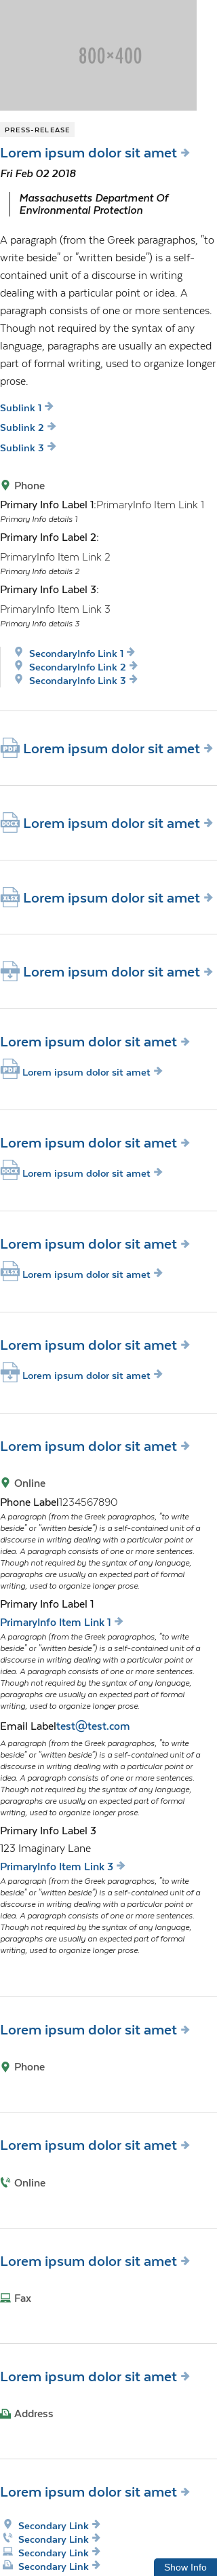 800×400
PRESS-RELEASE
Lorem ipsum dolor sit amet
Fri Feb 02 2018
Massachusetts Department Of
Environmental Protection
A paragraph (from the Greek paragraphos, "to
write beside" or "written beside") is a self-
contained unit of a discourse in writing
dealing with a particular point or idea. A
paragraph consists of one or more sentences.
Though not required by the syntax of any
language, paragraphs are usually an expected
part of formal writing, used to organize longer
prose.
Sublink 1
Sublink 2
Sublink 3
Phone
Primary Info Label 1:PrimaryInfo Item Link 1
Primary Info details 1
Primary Info Label 2:
PrimaryInfo Item Link 2
Primary Info details 2
Primary Info Label 3:
PrimaryInfo Item Link 3
Primary Info details 3
SecondaryInfo Link 1
SecondaryInfo Link 2
SecondaryInfo Link 3
PDF Lorem ipsum dolor sit amet
DOCX Lorem ipsum dolor sit amet
XLSX Lorem ipsum dolor sit amet
Lorem ipsum dolor sit amet
Lorem ipsum dolor sit amet
PDF Lorem ipsum dolor sit amet
Lorem ipsum dolor sit amet
DOCX Lorem ipsum dolor sit amet
Lorem ipsum dolor sit amet
XLSX Lorem ipsum dolor sit amet
Lorem ipsum dolor sit amet
Lorem ipsum dolor sit amet
Lorem ipsum dolor sit amet
Online
Phone Label1234567890
A paragraph (from the Greek paragraphos, "to write
beside" or "written beside") is a self-contained unit of a
discourse in writing dealing with a particular point or
idea. A paragraph consists of one or more sentences.
Though not required by the syntax of any language,
paragraphs are usually an expected part of formal
writing, used to organize longer prose.
Primary Info Label 1
PrimaryInfo Item Link 1
A paragraph (from the Greek paragraphos, "to write
beside" or "written beside") is a self-contained unit of a
discourse in writing dealing with a particular point or
idea. A paragraph consists of one or more sentences.
Though not required by the syntax of any language,
paragraphs are usually an expected part of formal
writing, used to organize longer prose.
Email Labeltest@test.com
A paragraph (from the Greek paragraphos, "to write
beside" or "written beside") is a self-contained unit of a
discourse in writing dealing with a particular point or
idea. A paragraph consists of one or more sentences.
Though not required by the syntax of any language,
paragraphs are usually an expected part of formal
writing, used to organize longer prose.
Primary Info Label 3
123 Imaginary Lane
PrimaryInfo Item Link 3
A paragraph (from the Greek paragraphos, "to write
beside" or "written beside") is a self-contained unit of a
discourse in writing dealing with a particular point or
idea. A paragraph consists of one or more sentences.
Though not required by the syntax of any language,
paragraphs are usually an expected part of formal
writing, used to organize longer prose.
Lorem ipsum dolor sit amet
Phone
Lorem ipsum dolor sit amet
Online
Lorem ipsum dolor sit amet
Fax
Lorem ipsum dolor sit amet
Address
Lorem ipsum dolor sit amet
Secondary Link
Secondary Link
Secondary Link
Secondary Link
Show Info